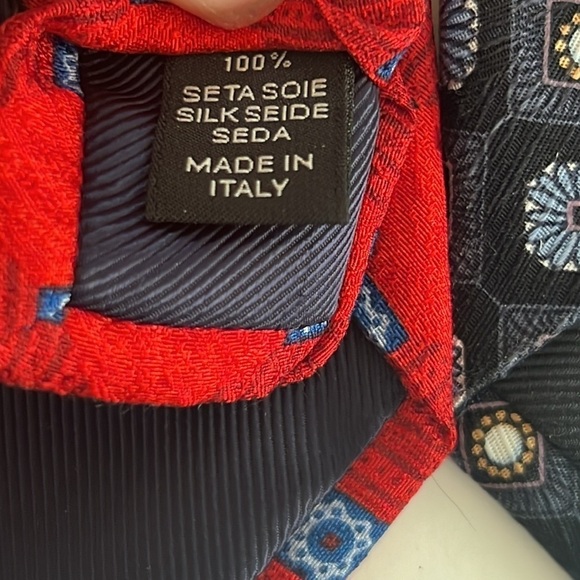 100%
SETA SOIE
SILK SEIDE
SEDA
MADE IN
ITALY